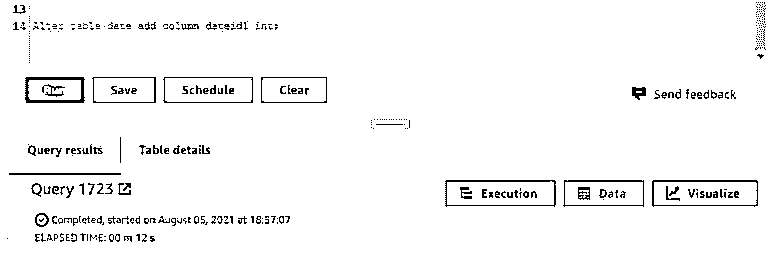 13
14 Alter table date add column dateid1 int;
Save Schedule Clear
Send feedback
Query results Table details
Query 1723
Execution Data Visualize
Completed, started on August 05, 2021 at 18:57:07
ELAPSED TIME: 00 m 12 s